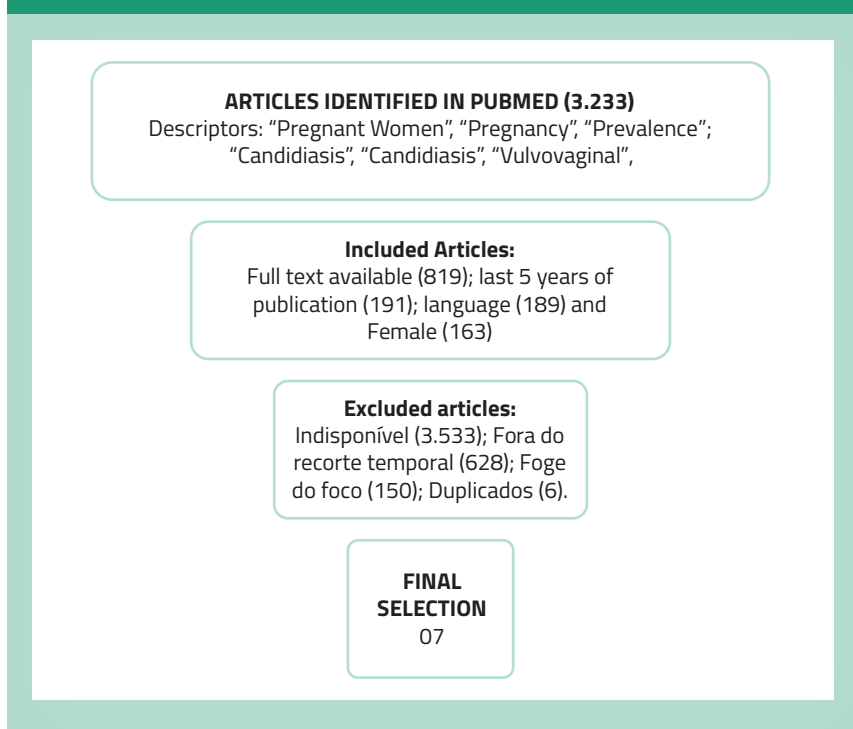 ARTICLES IDENTIFIED IN PUBMED (3.233)
Descriptors: “Pregnant Women”, “Pregnancy”, “Prevalence”;
“Candidiasis”, “Candidiasis”, “Vulvovaginal”,
Included Articles:
Full text available (819); last 5 years of
publication (191); language (189) and
Female (163)
Excluded articles:
Indisponível (3.533); Fora do
recorte temporal (628); Foge
do foco (150); Duplicados (6).
FINAL
SELECTION
07